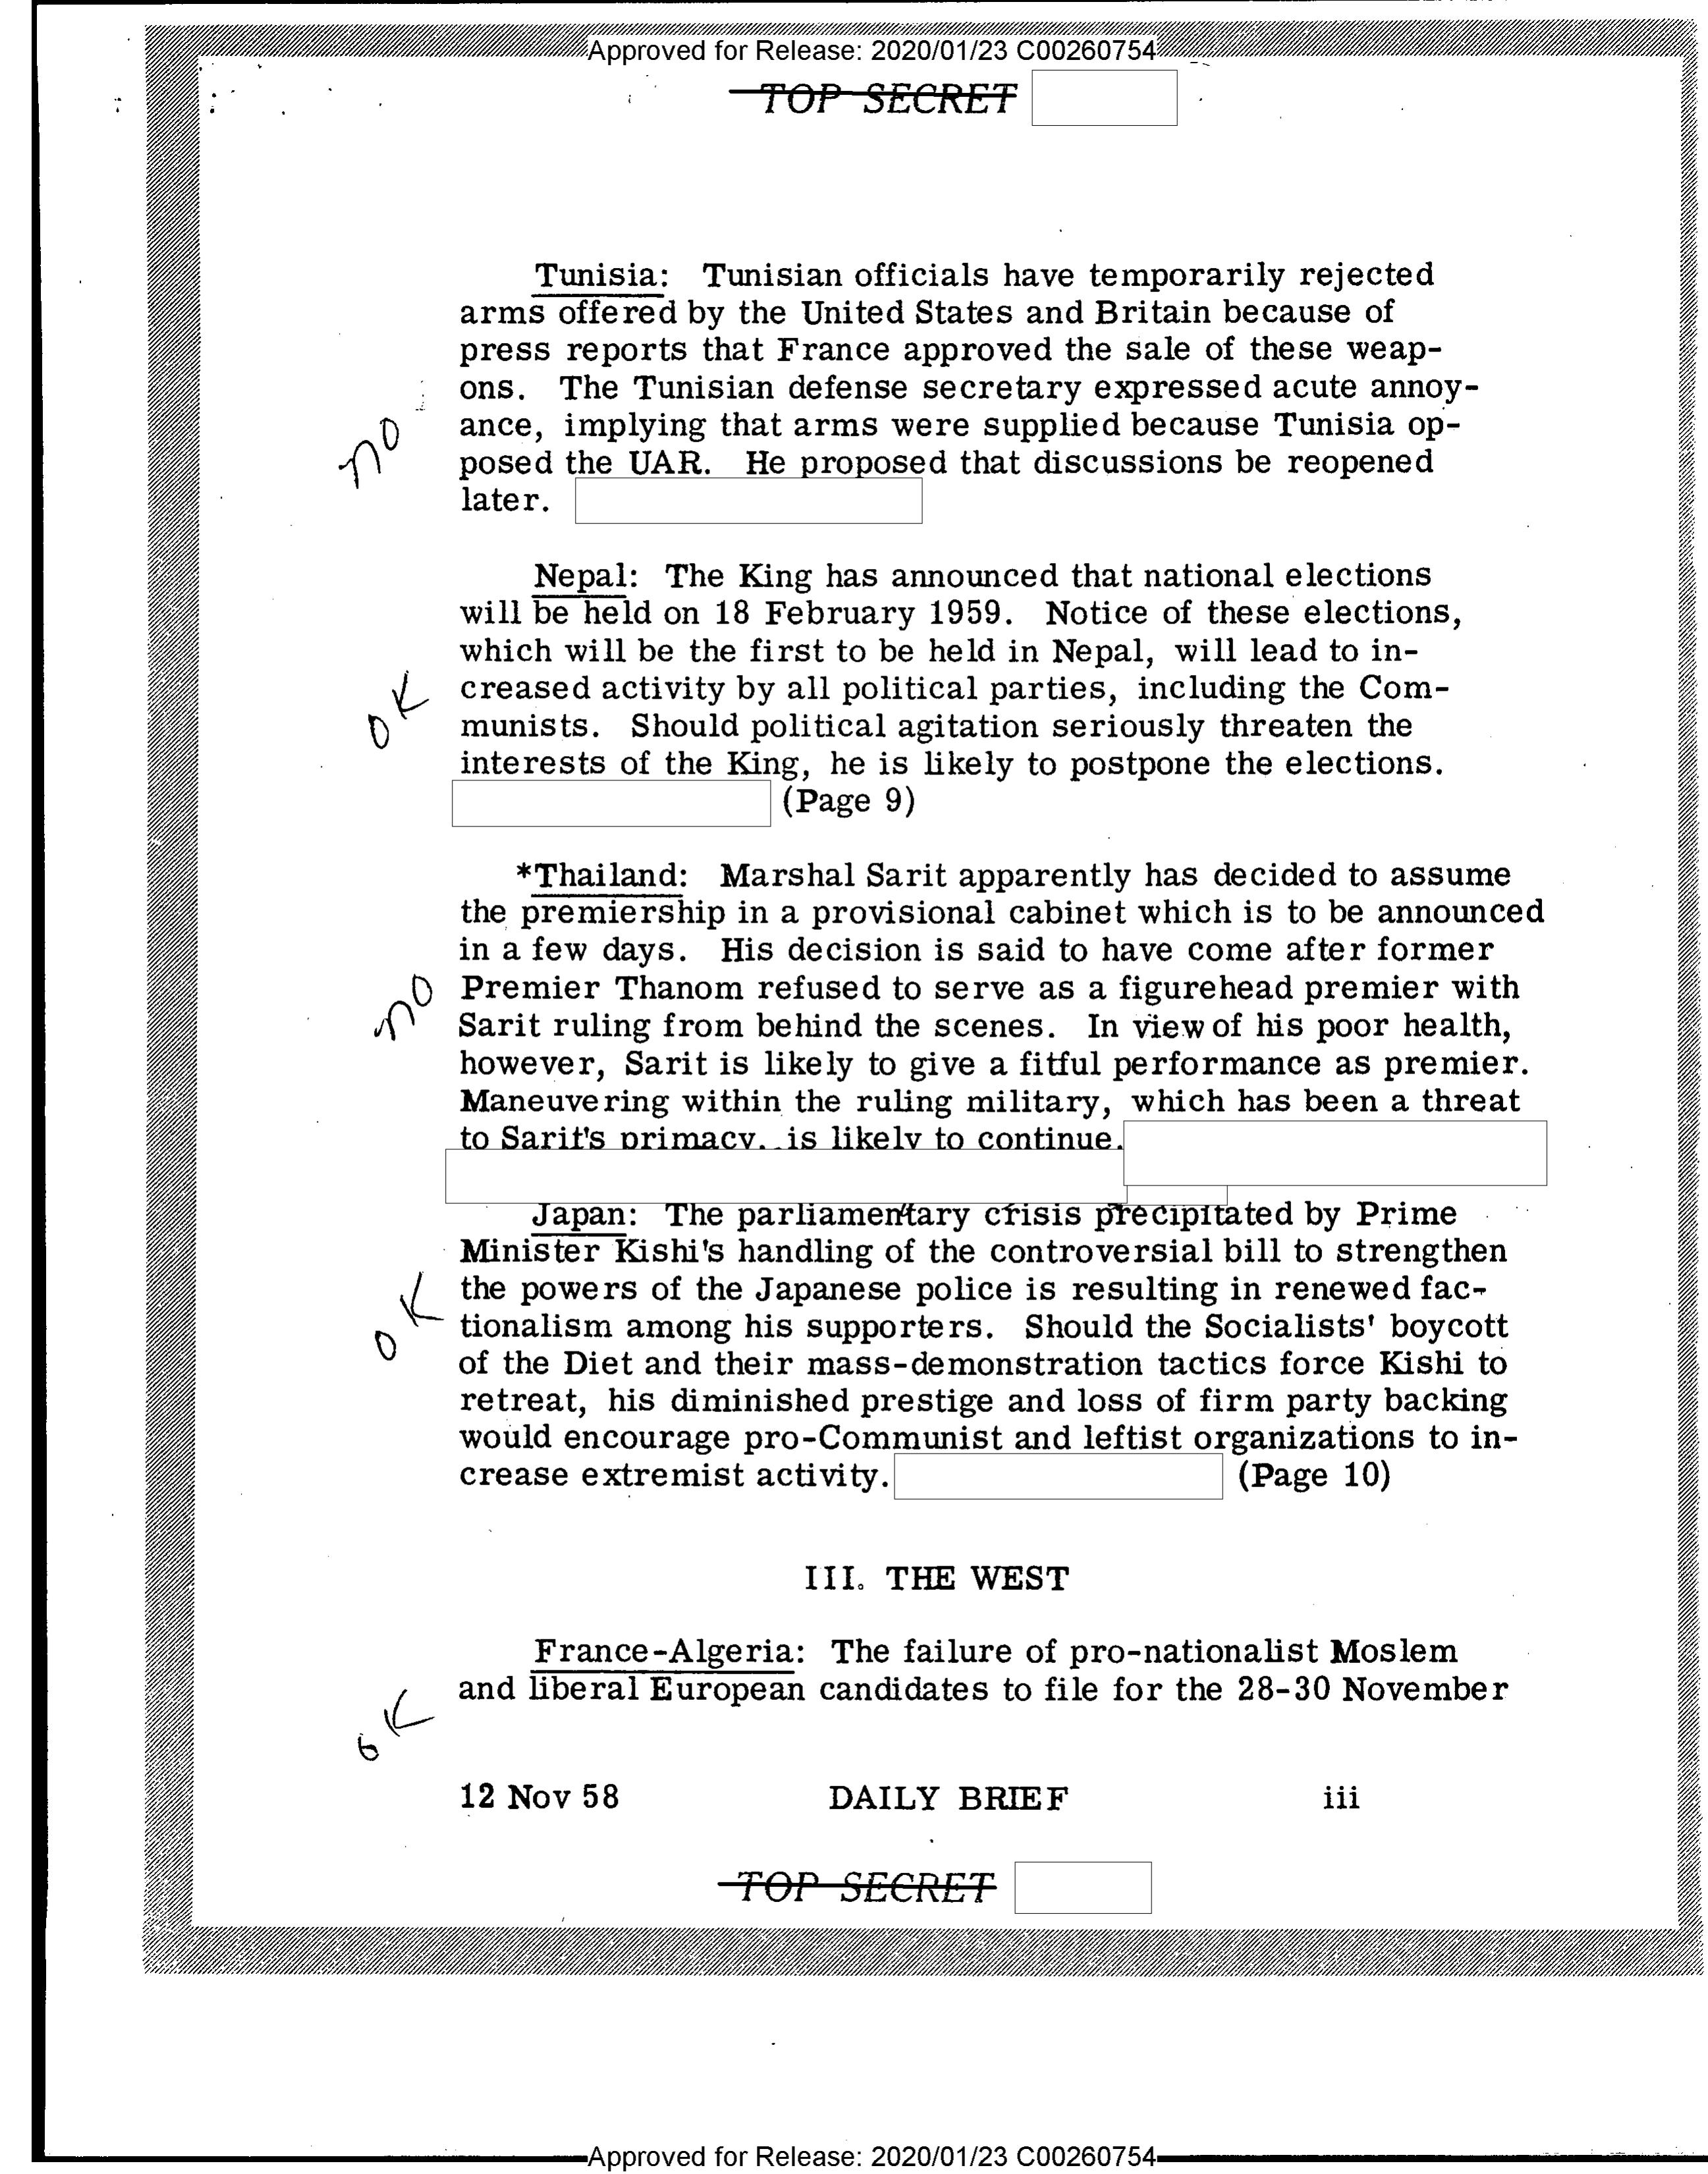 Approved for Release: 2020/01/23 C00260754
TOP SECRET
Tunisia: Tunisian officials have temporarily rejected
arms offered by the United States and Britain because of
press reports that France approved the sale of these weap-
ons. The Tunisian defense secretary expressed acute annoy-
ance, implying that arms were supplied because Tunisia op-
posed the UAR. He proposed that discussions be reopened
later.
no
Nepal: The King has announced that national elections
will be held on 18 February 1959. Notice of these elections,
which will be the first to be held in Nepal, will lead to in-
creased activity by all political parties, including the Com-
munists. Should political agitation seriously threaten the
interests of the King, he is likely to postpone the elections.
(Page 9)
OK
*Thailand: Marshal Sarit apparently has decided to assume
the premiership in a provisional cabinet which is to be announced
in a few days. His decision is said to have come after former
Premier Thanom refused to serve as a figurehead premier with
Sarit ruling from behind the scenes. In view of his poor health,
however, Sarit is likely to give a fitful performance as premier.
Maneuvering within the ruling military, which has been a threat
to Sarit's primacy, is likely to continue.
no
Japan: The parliamentary crisis precipitated by Prime
Minister Kishi's handling of the controversial bill to strengthen
the powers of the Japanese police is resulting in renewed fac-
tionalism among his supporters. Should the Socialists' boycott
of the Diet and their mass-demonstration tactics force Kishi to
retreat, his diminished prestige and loss of firm party backing
would encourage pro-Communist and leftist organizations to in-
crease extremist activity. (Page 10)
OK
III. THE WEST
France-Algeria: The failure of pro-nationalist Moslem
and liberal European candidates to file for the 28-30 November
OK
12 Nov 58 DAILY BRIEF iii
TOP SECRET
Approved for Release: 2020/01/23 C00260754